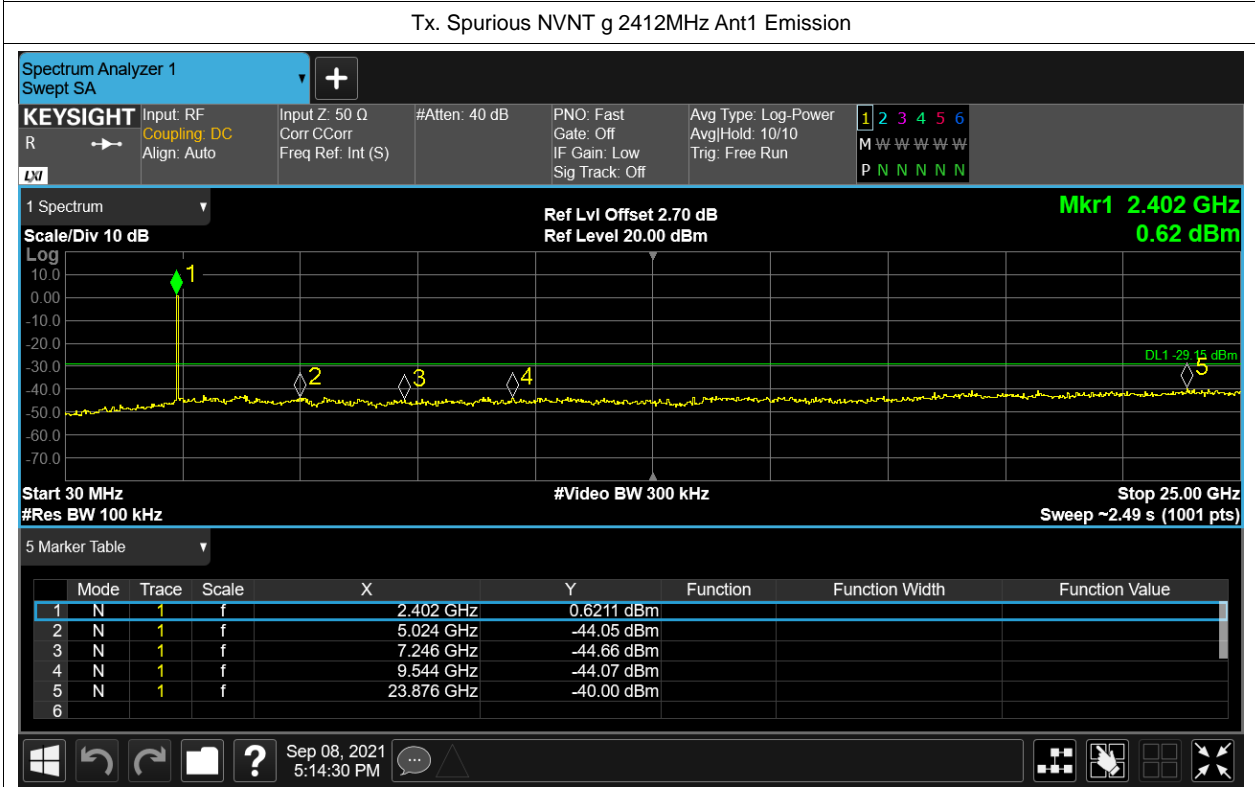 Tx. Spurious NVNT g 2412MHz Ant1 Emission
Spectrum Analyzer 1
Swept SA
KEYSIGHT
R
LXI
Input: RF
Coupling: DC
Align: Auto
Input Z: 50 Ω
Corr CCorr
Freq Ref: Int (S)
#Atten: 40 dB
PNO: Fast
Gate: Off
IF Gain: Low
Sig Track: Off
Avg Type: Log-Power
Avg|Hold: 10/10
Trig: Free Run
1 2 3 4 5 6
M W W W W W
P N N N N N
1 Spectrum
Scale/Div 10 dB
Ref Lvl Offset 2.70 dB
Ref Level 20.00 dBm
Mkr1 2.402 GHz
0.62 dBm
Log
10.0
0.00
-10.0
-20.0
-30.0
-40.0
-50.0
-60.0
-70.0
1
2
3
4
5
DL1 -29.15 dBm
Start 30 MHz
#Video BW 300 kHz
Stop 25.00 GHz
#Res BW 100 kHz
Sweep ~2.49 s (1001 pts)
5 Marker Table
Mode Trace Scale X Y Function Function Width Function Value
1 N 1 f 2.402 GHz 0.6211 dBm
2 N 1 f 5.024 GHz -44.05 dBm
3 N 1 f 7.246 GHz -44.66 dBm
4 N 1 f 9.544 GHz -44.07 dBm
5 N 1 f 23.876 GHz -40.00 dBm
6
?
Sep 08, 2021
5:14:30 PM